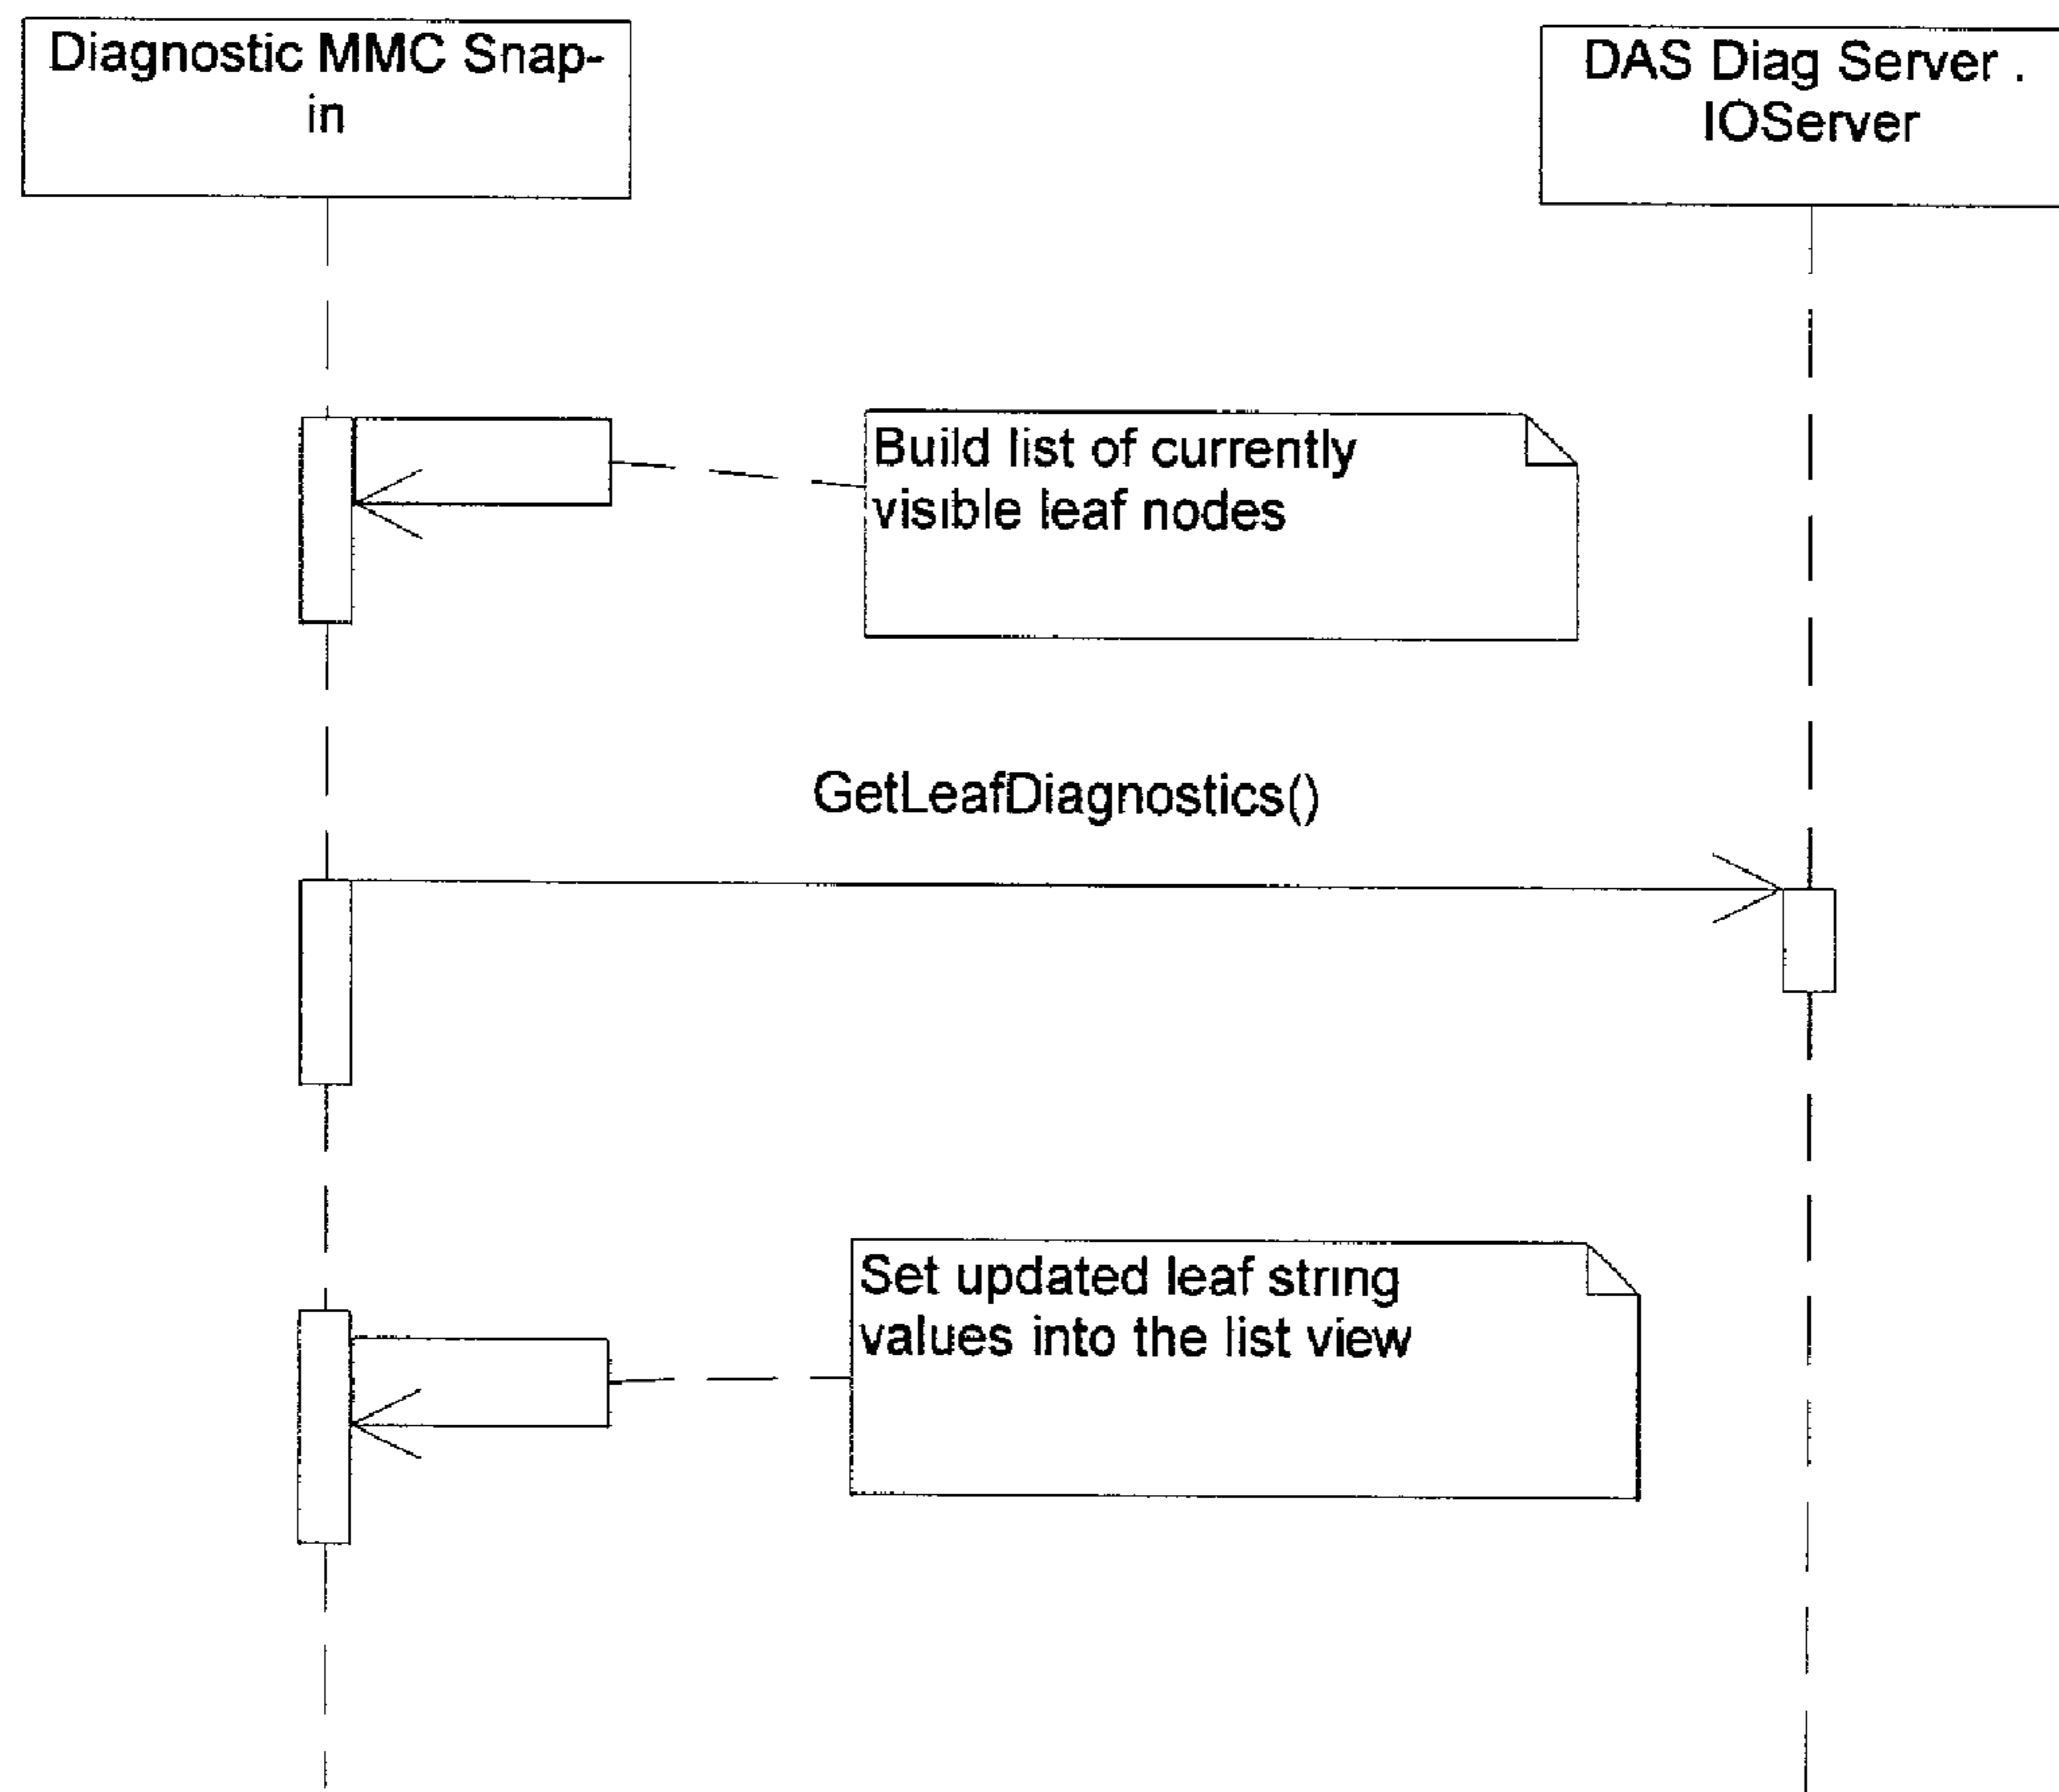 Diagnostic MMC Snap-
in
DAS Diag Server .
IOServer
Build list of currently
visible leaf nodes
GetLeafDiagnostics()
Set updated leaf string
values into the list view